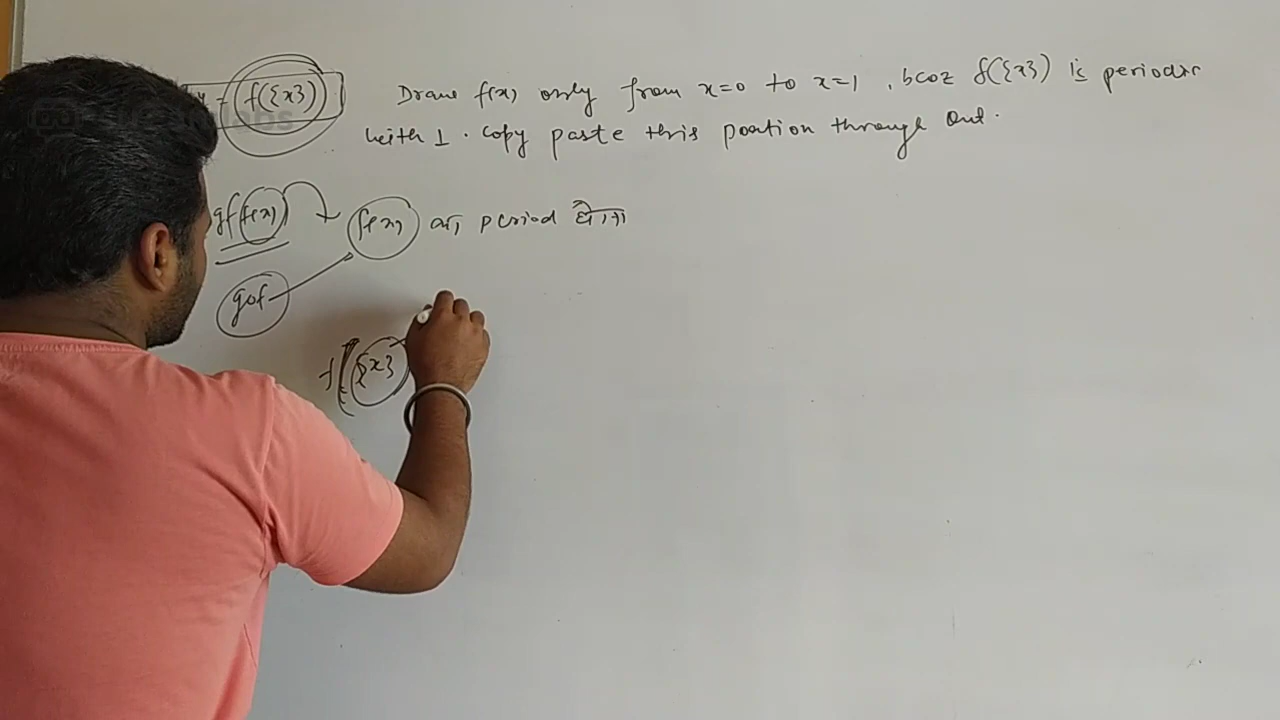 y = f({x}) Draw f(x) only from x=0 to x=1 , bcoz f({x}) is periodic
with 1 . Copy paste this portion through out.
gf(f(x)) f(x) का period होगा
gof
f({x}